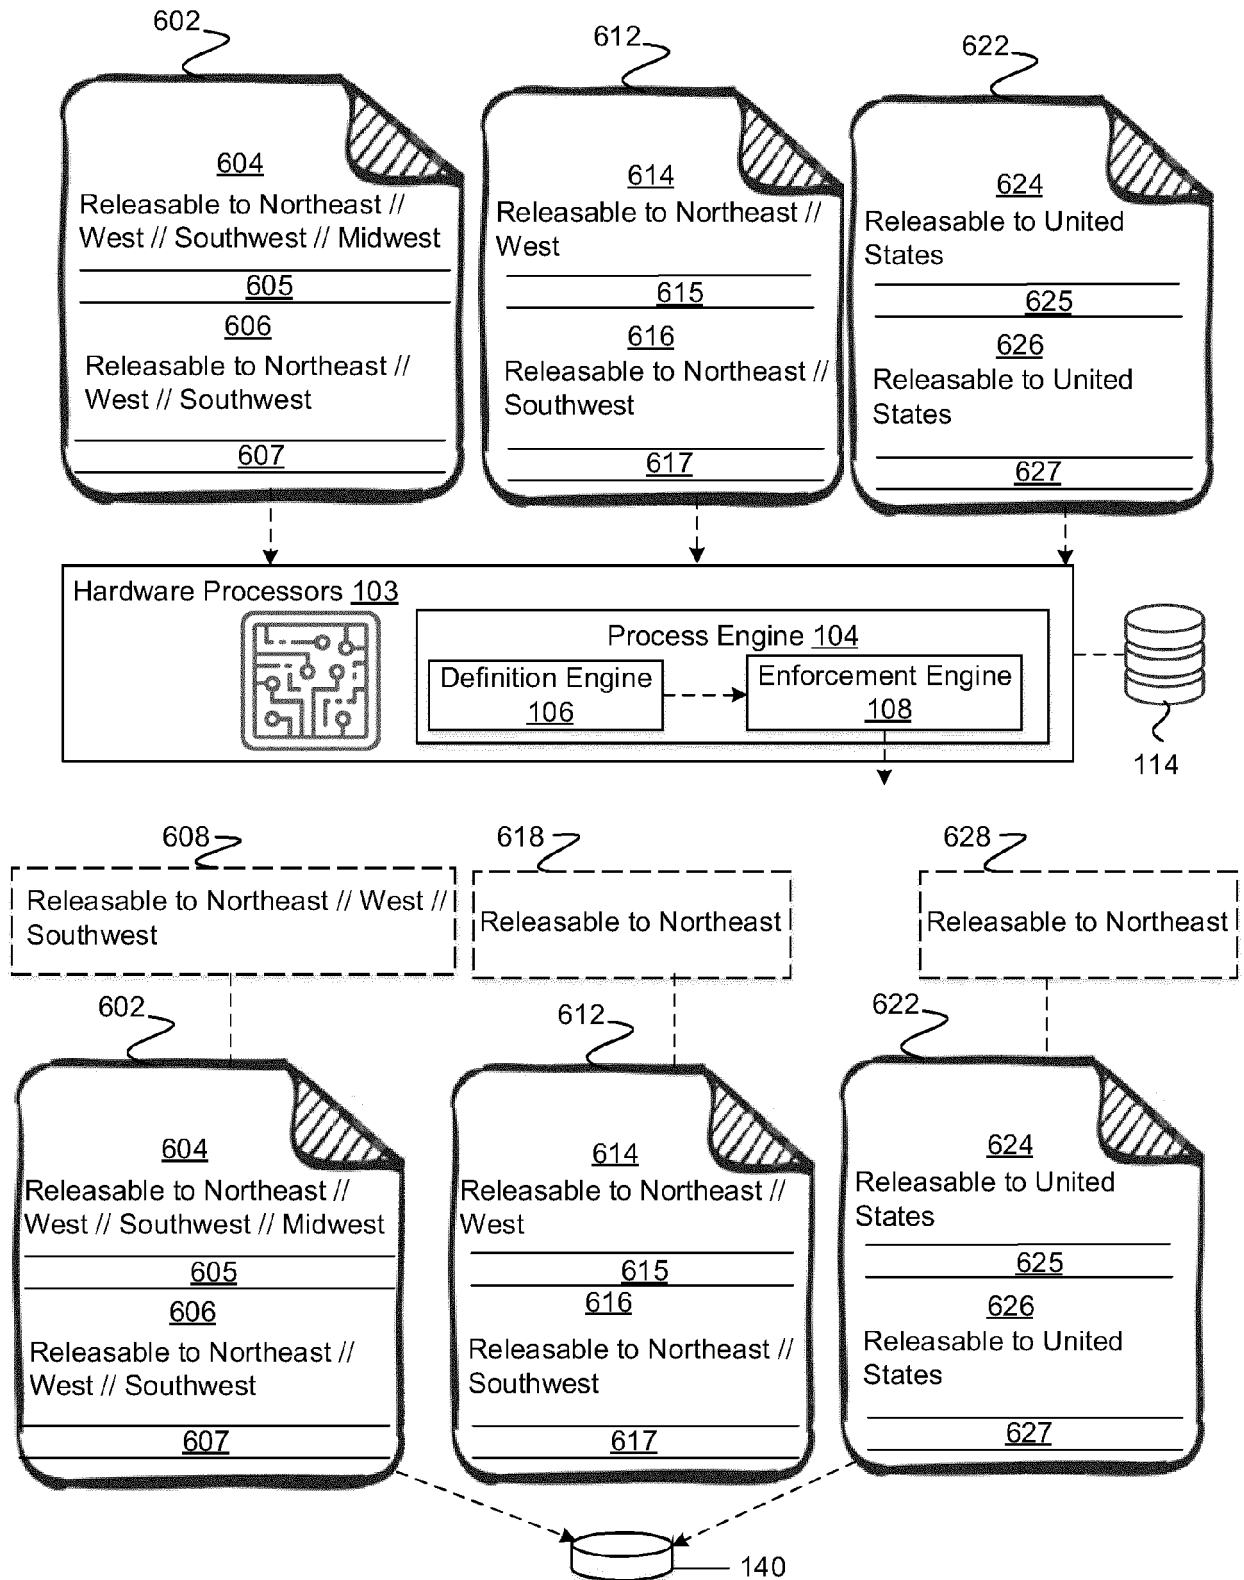 602
612
622
604
Releasable to Northeast //
West // Southwest // Midwest
605
606
Releasable to Northeast //
West // Southwest
607
614
Releasable to Northeast //
West
615
616
Releasable to Northeast //
Southwest
617
624
Releasable to United
States
625
626
Releasable to United
States
627
Hardware Processors 103
Process Engine 104
Definition Engine
106
Enforcement Engine
108
114
608
Releasable to Northeast // West //
Southwest
618
Releasable to Northeast
628
Releasable to Northeast
602
612
622
604
Releasable to Northeast //
West // Southwest // Midwest
605
606
Releasable to Northeast //
West // Southwest
607
614
Releasable to Northeast //
West
615
616
Releasable to Northeast //
Southwest
617
624
Releasable to United
States
625
626
Releasable to United
States
627
140